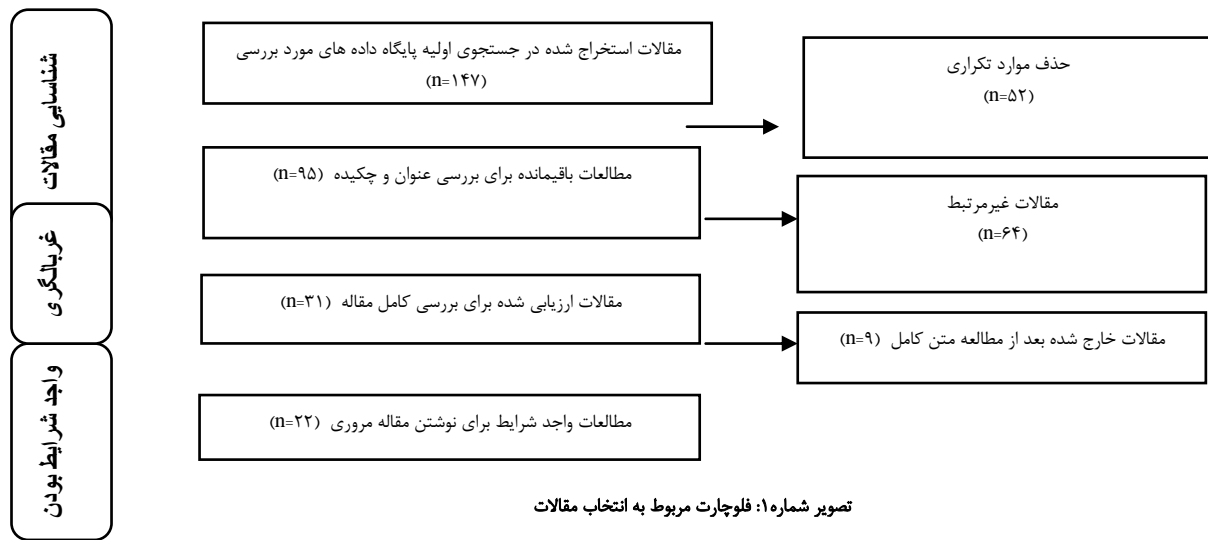 شناسایی مقالات
مقالات استخراج شده در جستجوی اولیه پایگاه داده های مورد بررسی
(n=۱۴۷)
حذف موارد تکراری
(n=۵۲)
مطالعات باقیمانده برای بررسی عنوان و چکیده (n=۹۵)
غربالگری
مقالات غیرمرتبط
(n=۶۴)
مقالات ارزیابی شده برای بررسی کامل مقاله (n=۳۱)
مقالات خارج شده بعد از مطالعه متن کامل (n=۹)
واجد شرایط بودن
مطالعات واجد شرایط برای نوشتن مقاله مروری (n=۲۲)
تصویر شماره۱: فلوچارت مربوط به انتخاب مقالات